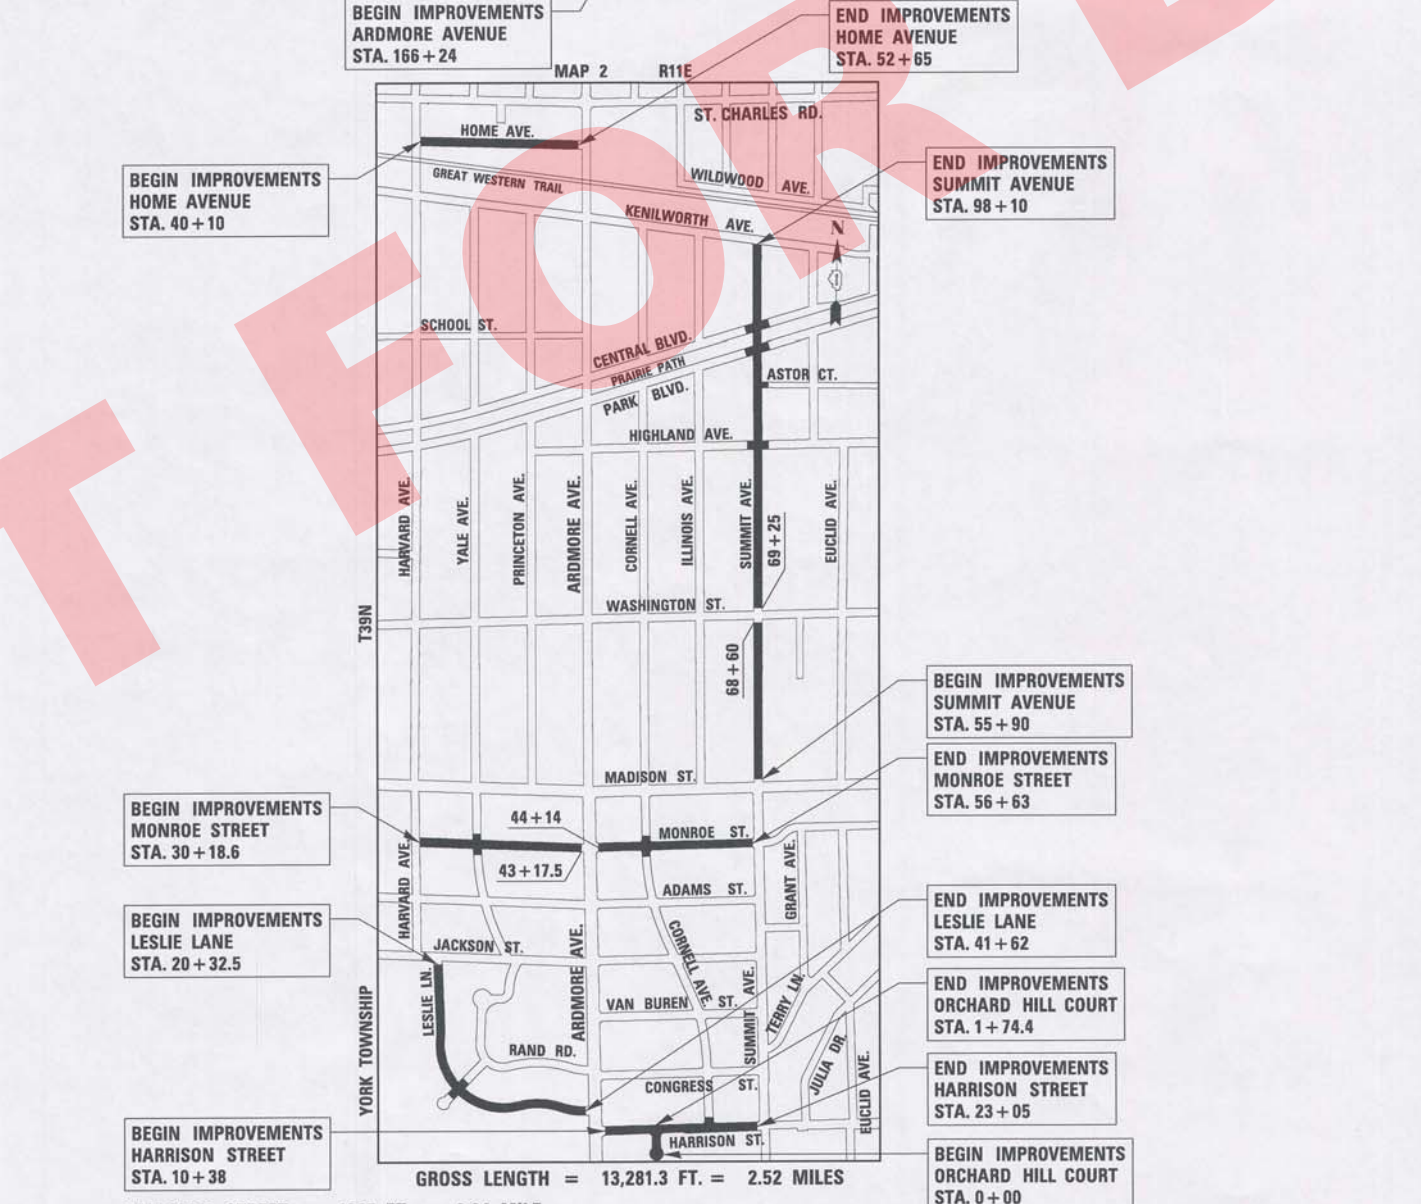 BEGIN IMPROVEMENTS
ARDMORE AVENUE
STA. 166+24
END IMPROVEMENTS
HOME AVENUE
STA. 52+65
MAP 2 R11E
ST. CHARLES RD.
HOME AVE.
BEGIN IMPROVEMENTS
HOME AVENUE
STA. 40+10
GREAT WESTERN TRAIL
WILDWOOD AVE.
END IMPROVEMENTS
SUMMIT AVENUE
STA. 98+10
KENILWORTH AVE.
N
SCHOOL ST.
CENTRAL BLVD.
PRAIRIE PATH
PARK BLVD.
ASTOR CT.
HIGHLAND AVE.
HARVARD AVE.
YALE AVE.
PRINCETON AVE.
ARDMORE AVE.
CORNELL AVE.
ILLINOIS AVE.
SUMMIT AVE.
69+25
EUCLID AVE.
WASHINGTON ST.
T39N
68+60
BEGIN IMPROVEMENTS
SUMMIT AVENUE
STA. 55+90
MADISON ST.
END IMPROVEMENTS
MONROE STREET
STA. 56+63
BEGIN IMPROVEMENTS
MONROE STREET
STA. 30+18.6
44+14
MONROE ST.
43+17.5
HARVARD AVE.
ADAMS ST.
GRANT AVE.
END IMPROVEMENTS
LESLIE LANE
STA. 41+62
BEGIN IMPROVEMENTS
LESLIE LANE
STA. 20+32.5
JACKSON ST.
ARDMORE AVE.
CORNELL AVE.
LESLIE LN.
VAN BUREN ST.
SUMMIT AVE.
TERRY LN.
END IMPROVEMENTS
ORCHARD HILL COURT
STA. 1+74.4
YORK TOWNSHIP
RAND RD.
CONGRESS ST.
JULIA DR.
EUCLID AVE.
END IMPROVEMENTS
HARRISON STREET
STA. 23+05
BEGIN IMPROVEMENTS
HARRISON STREET
STA. 10+38
HARRISON ST.
BEGIN IMPROVEMENTS
ORCHARD HILL COURT
STA. 0+00
GROSS LENGTH = 13,281.3 FT. = 2.52 MILES
T FOR